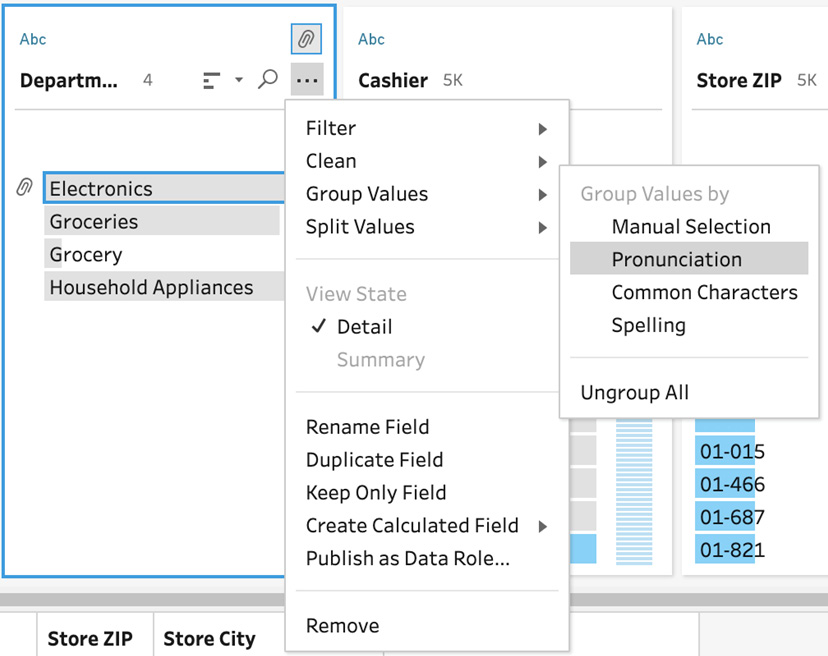 Abc
Departm... 4
Electronics
Groceries
Grocery
Household Appliances
Abc
Cashier 5K
Abc
Store ZIP 5K
Filter
Clean
Group Values
Split Values
View State
Detail
Summary
Rename Field
Duplicate Field
Keep Only Field
Create Calculated Field
Publish as Data Role...
Remove
Group Values by
Manual Selection
Pronunciation
Common Characters
Spelling
Ungroup All
01-015
01-466
01-687
01-821
Store ZIP Store City